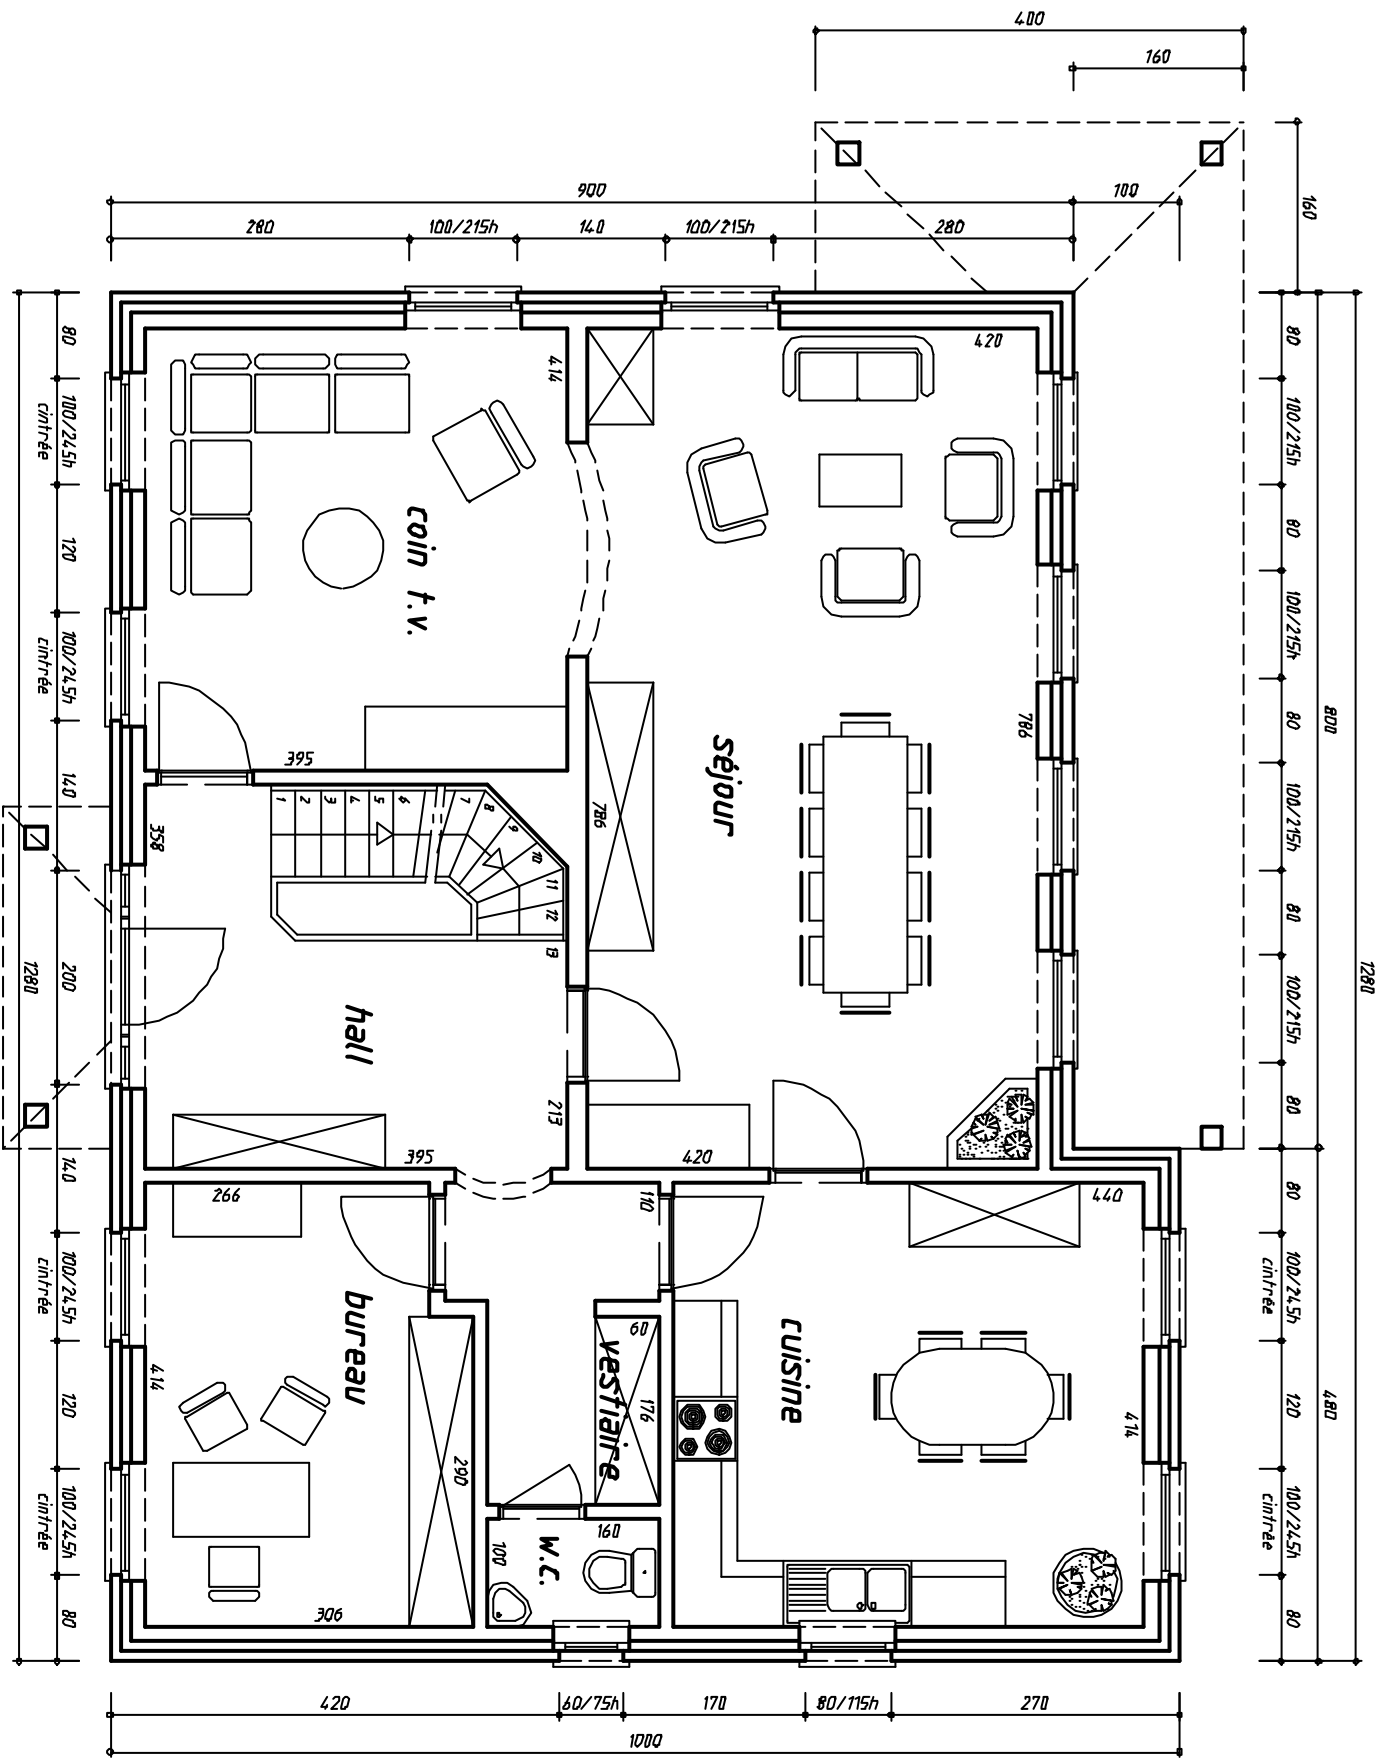 400
160
160
900
100
280
100/215h
140
100/215h
280
80
100/245h
cintrée
120
100/245h
cintrée
140
200
1280
140
100/245h
cintrée
120
100/245h
cintrée
80
80
100/215h
80
100/215h
80
100/215h
80
100/215h
80
800
1280
80
100/245h
cintrée
120
480
100/245h
cintrée
80
414
420
coin t.v.
395
séjour
786
786
358
1
2
3
4
5
6
7
8
9
10
11
12
13
hall
213
395
420
266
110
440
bureau
414
290
306
60
vestiaire
176
w.c.
160
100
cuisine
414
420
60/75h
170
80/115h
270
1000